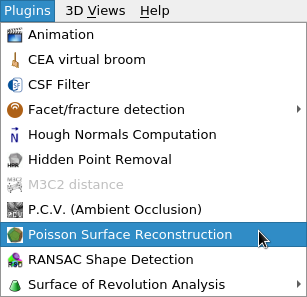 Plugins 3D Views Help
Animation
CEA virtual broom
CSF Filter
Facet/fracture detection
Hough Normals Computation
Hidden Point Removal
M3C2 distance
P.C.V. (Ambient Occlusion)
Poisson Surface Reconstruction
RANSAC Shape Detection
Surface of Revolution Analysis